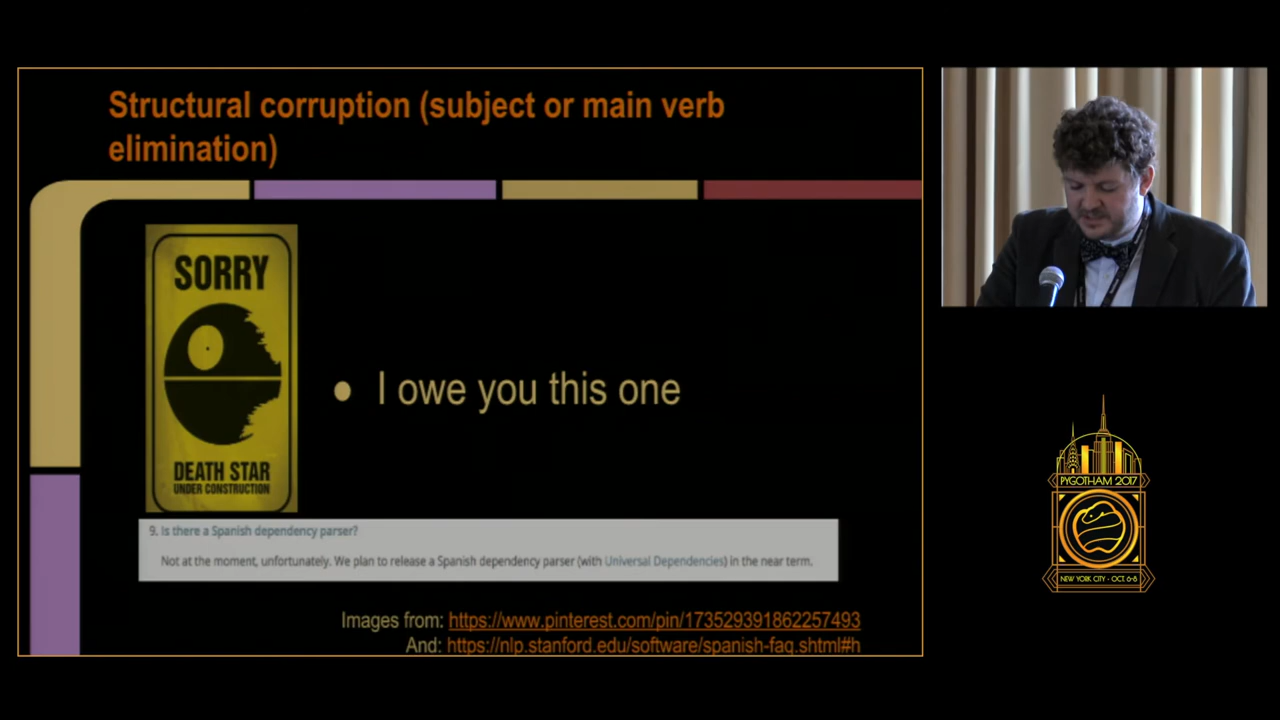 Structural corruption (subject or main verb
elimination)
SORRY
DEATH STAR
UNDER CONSTRUCTION
• I owe you this one
9. Is there a Spanish dependency parser?
Not at the moment, unfortunately. We plan to release a Spanish dependency parser (with Universal Dependencies) in the near term.
Images from: https://www.pinterest.com/pin/173529391862257493
And: https://nlp.stanford.edu/software/spanish-faq.shtml#h
PYGOTHAM 2017
NEW YORK CITY - OCT. 6-8